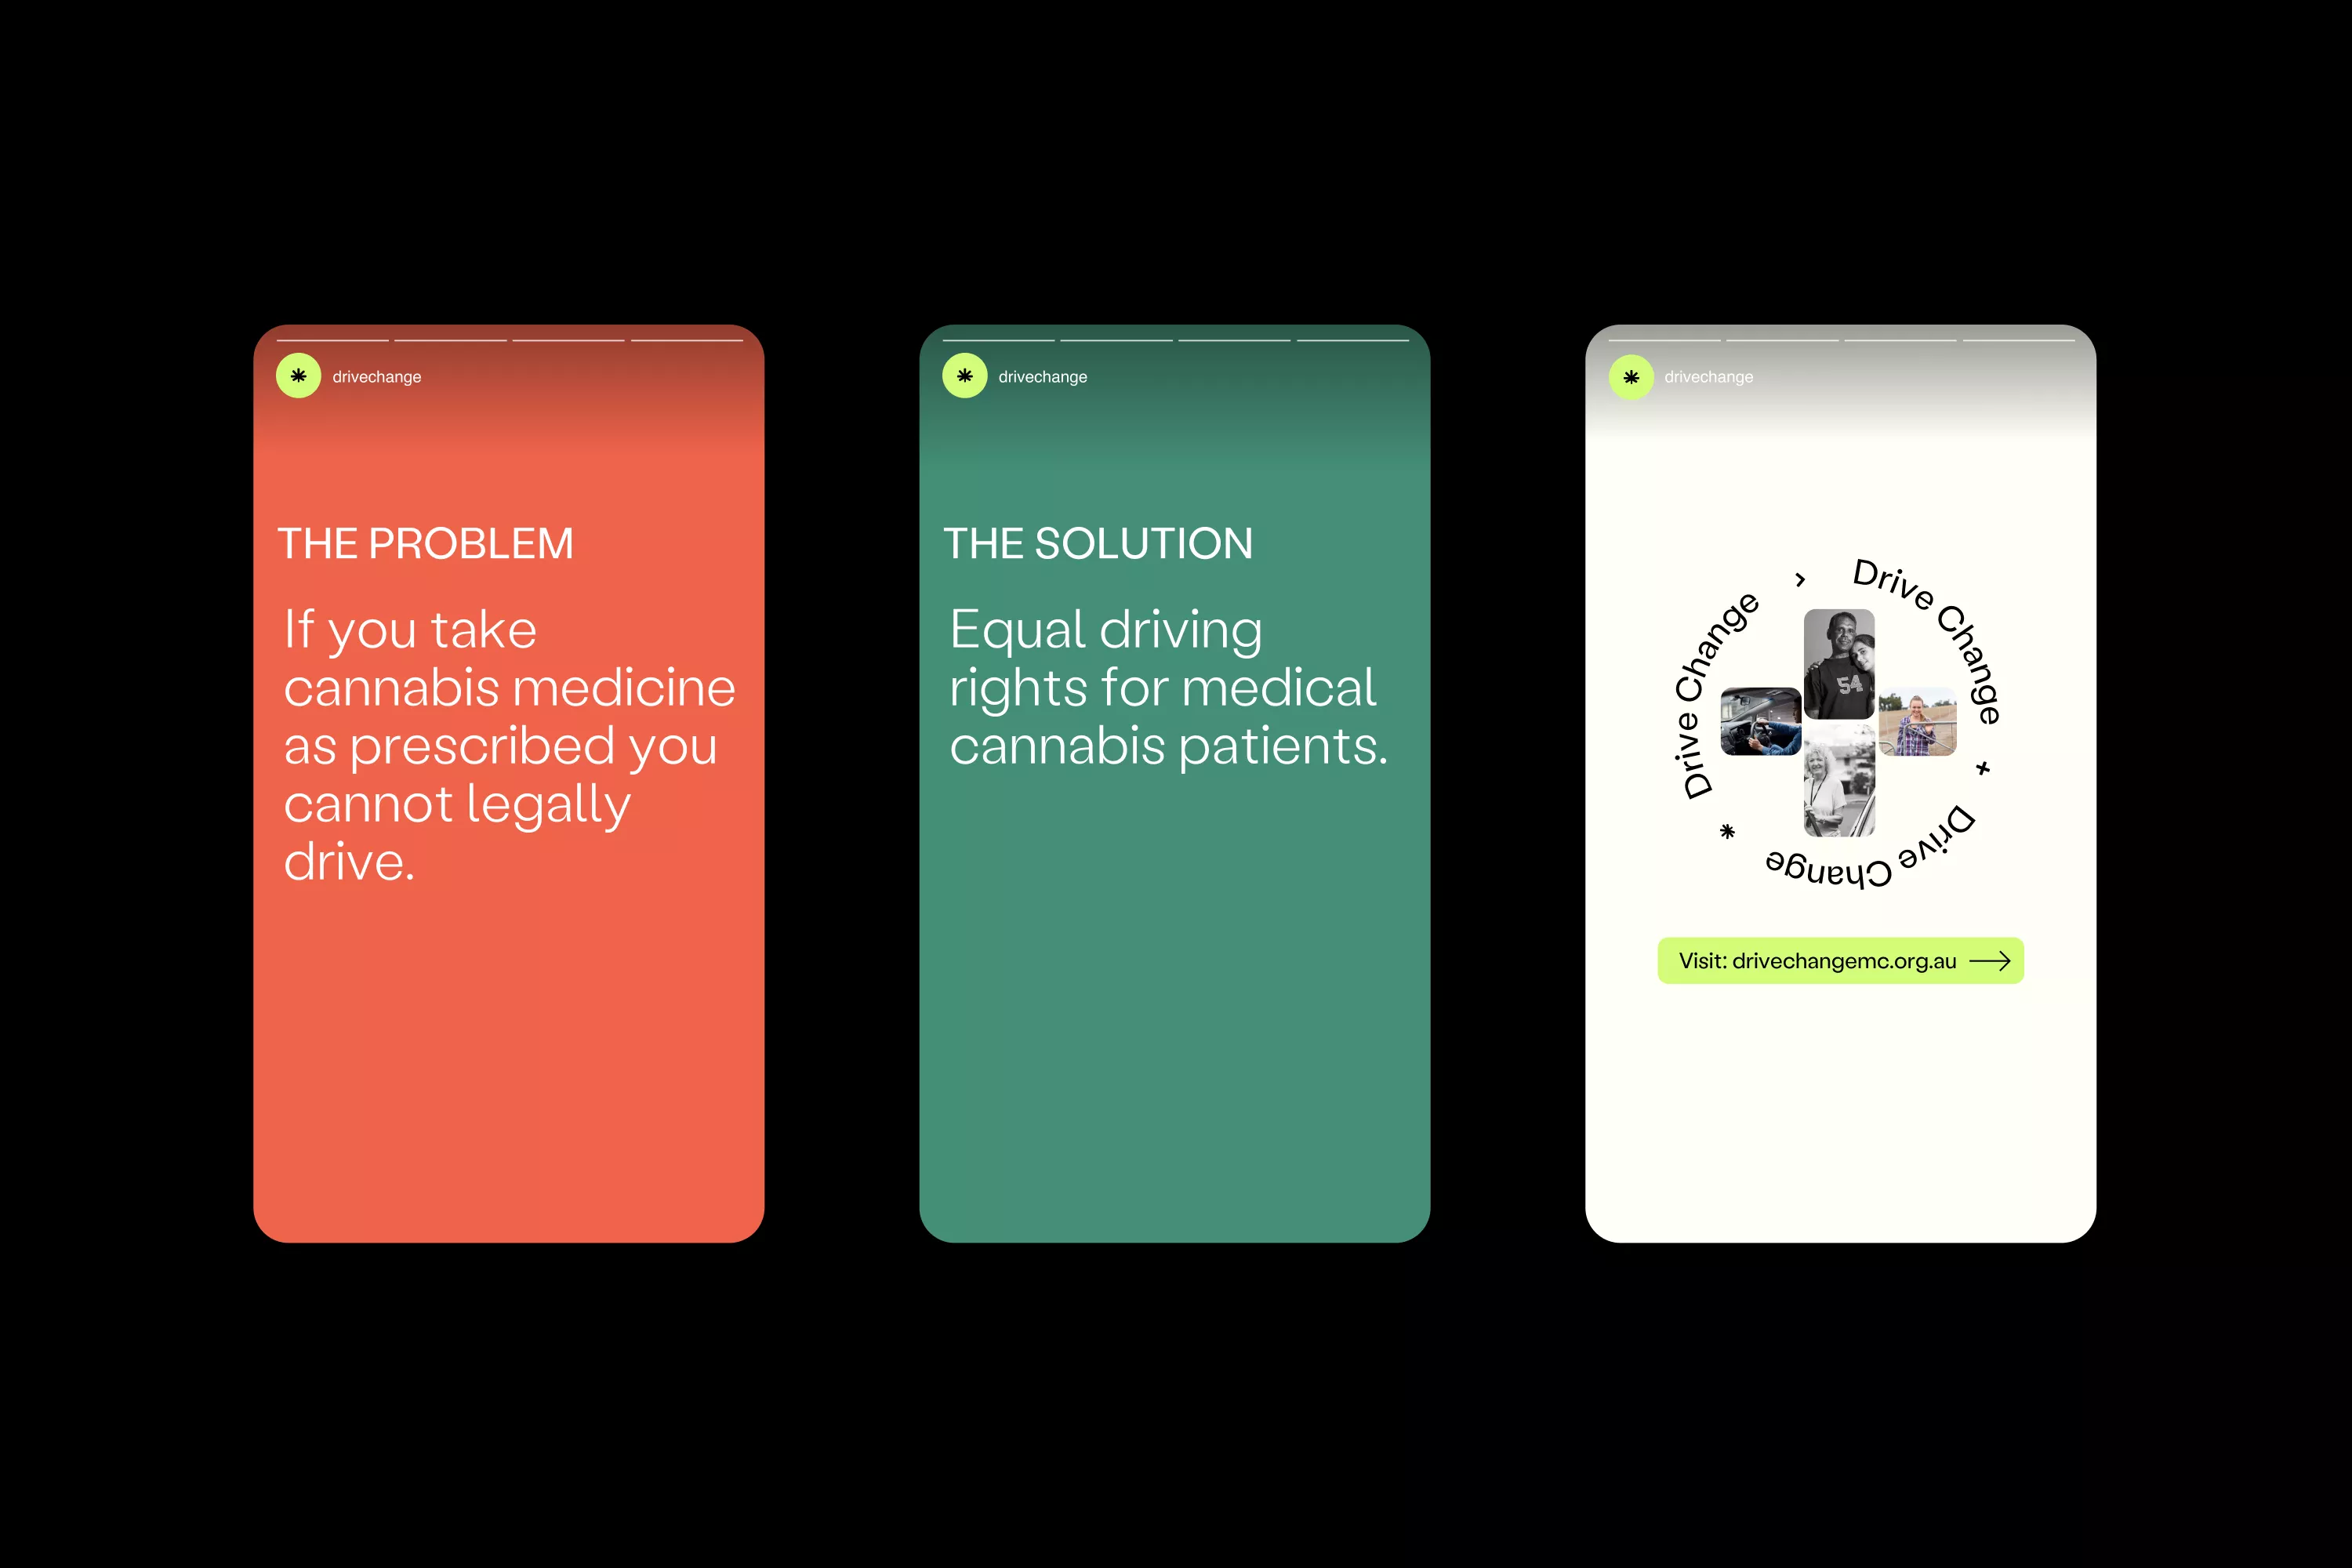 drivechange
THE PROBLEM
If you take
cannabis medicine
as prescribed you
cannot legally
drive.
drivechange
THE SOLUTION
Equal driving
rights for medical
cannabis patients.
drivechange
Drive Change
Drive Change
Drive Change
54
Visit: drivechangemc.org.au